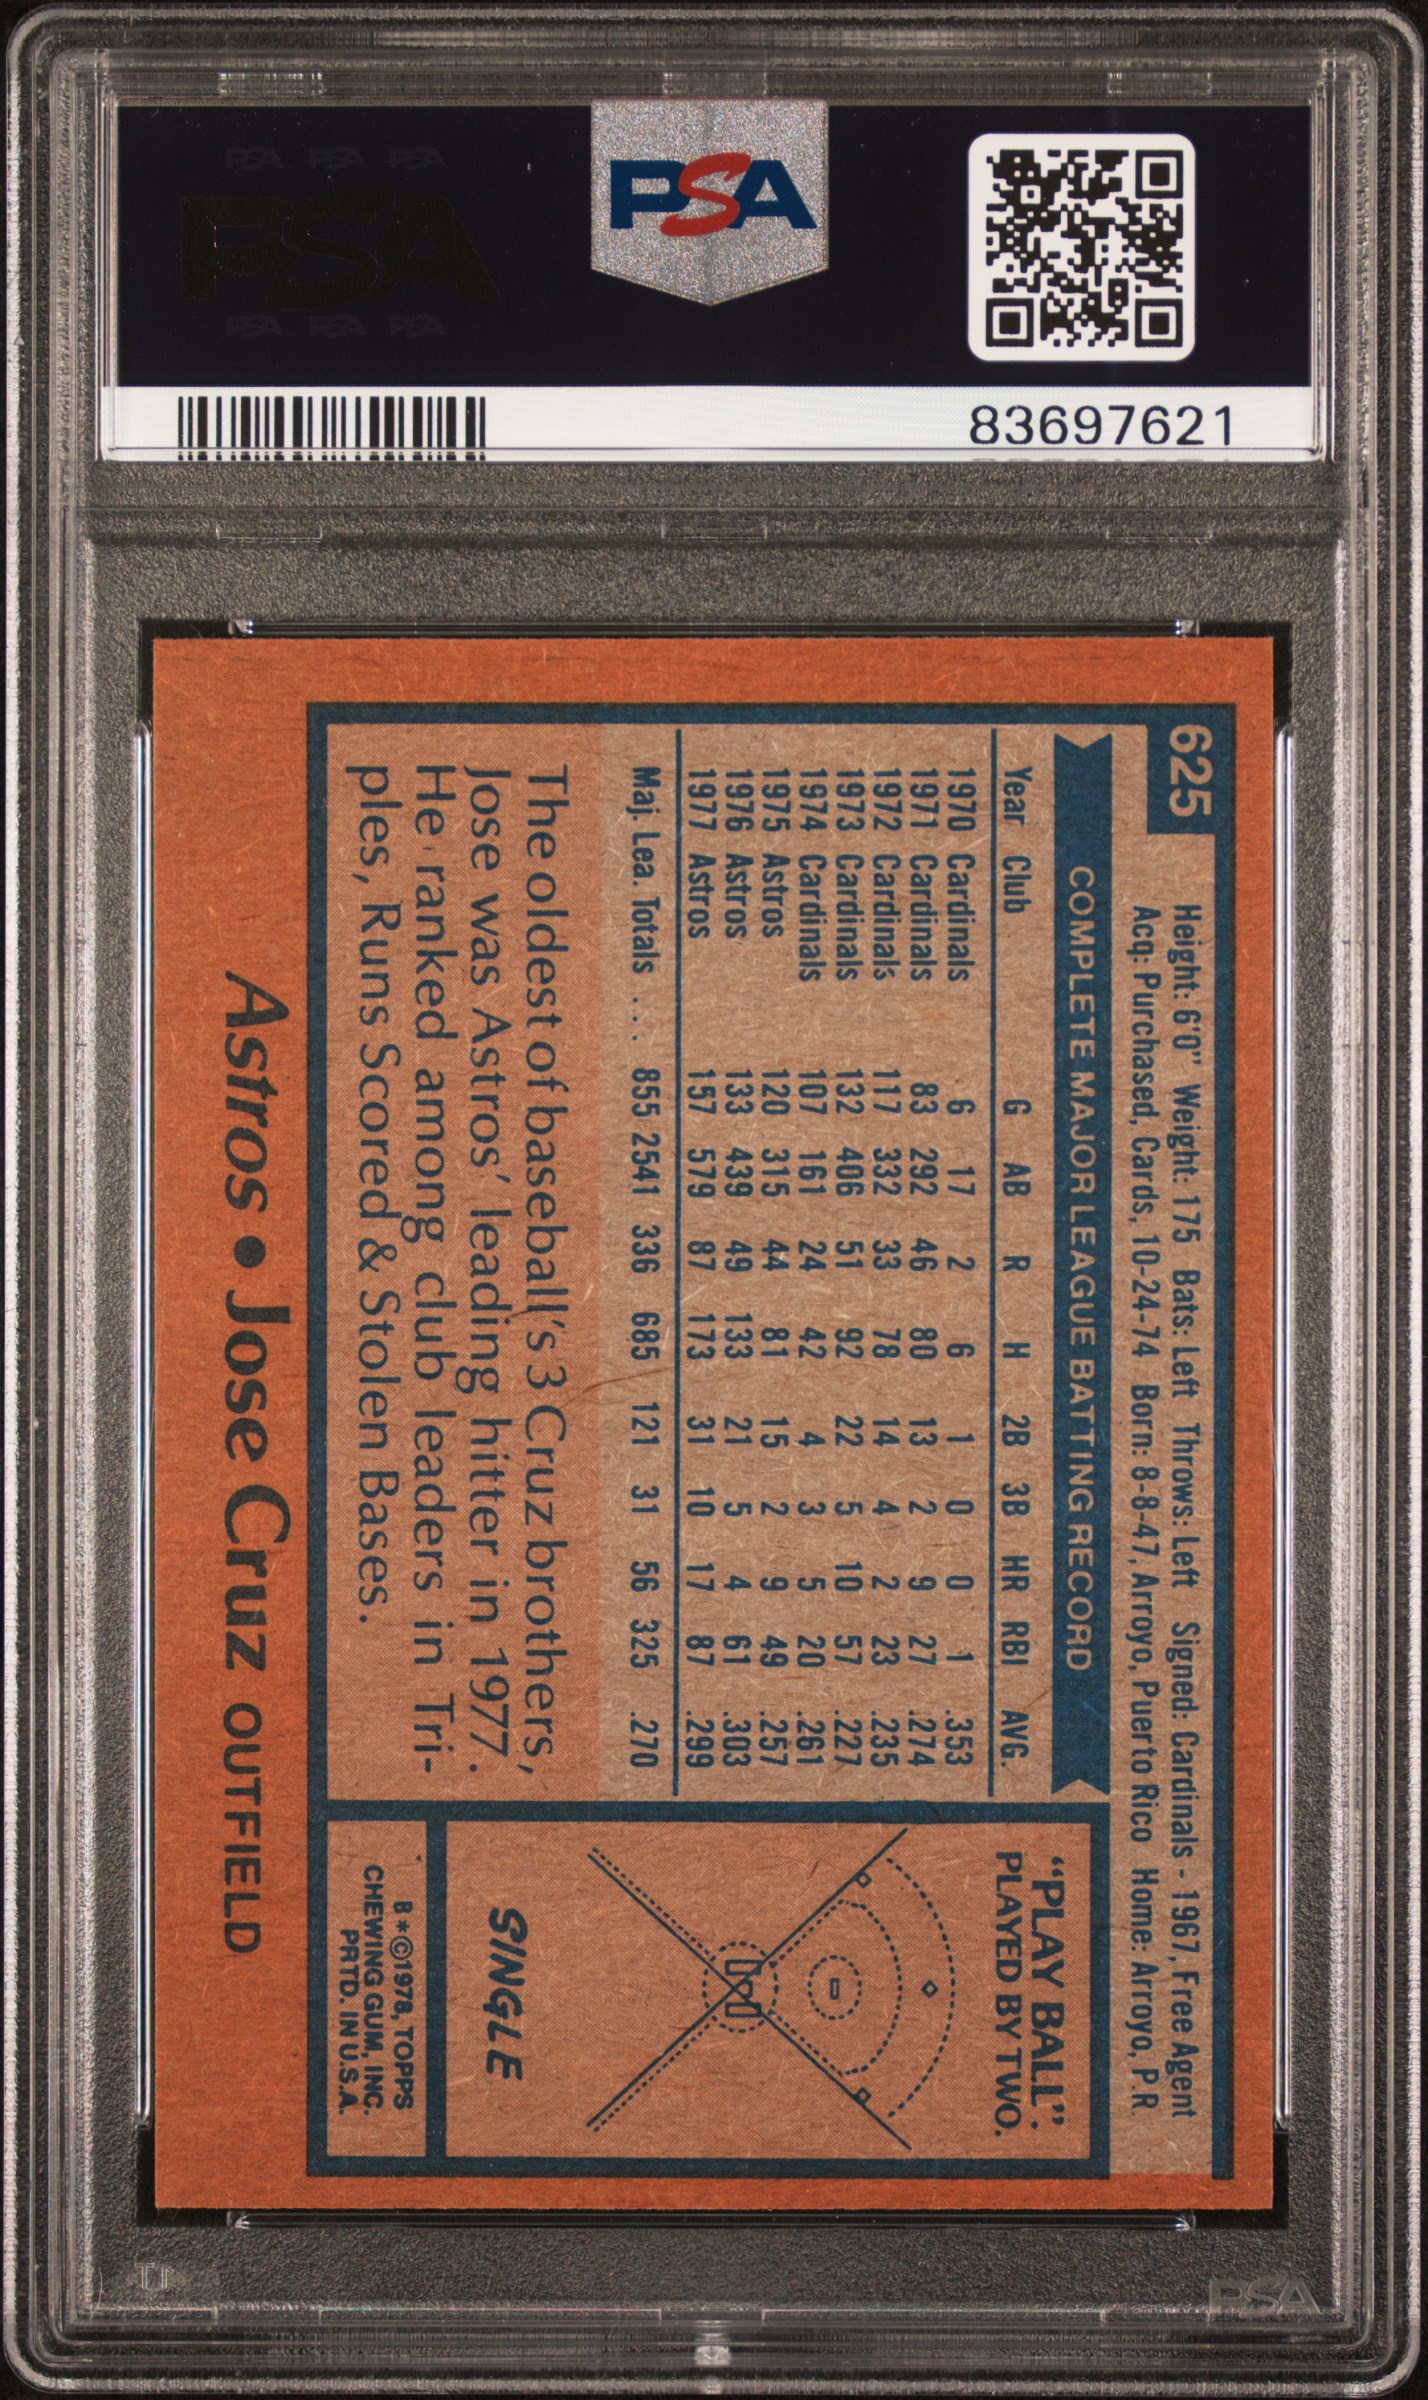 PSA PSA PSA
PSA
PSA PSA PSA
PSA
83697621
625
Height: 6'0" Weight: 175 Bats: Left Throws: Left Signed: Cardinals - 1967, Free Agent
Acq: Purchased, Cards, 10-24-74 Born: 8-8-47, Arroyo, Puerto Rico Home: Arroyo, P.R.
COMPLETE MAJOR LEAGUE BATTING RECORD
Year Club G AB R H 2B 3B HR RBI AVG.
1970 Cardinals 6 17 2 6 1 0 0 1 .353
1971 Cardinals 83 292 46 80 13 2 9 27 .274
1972 Cardinals 117 332 33 78 14 4 2 23 .235
1973 Cardinals 132 406 51 92 22 5 10 57 .227
1974 Cardinals 107 161 24 42 4 3 5 20 .261
1975 Astros 120 315 44 81 15 2 9 49 .257
1976 Astros 133 439 49 133 21 5 4 61 .303
1977 Astros 157 579 87 173 31 10 17 87 .299
Maj. Lea. Totals . . . 855 2541 336 685 121 31 56 325 .270
The oldest of baseball's 3 Cruz brothers,
Jose was Astros' leading hitter in 1977.
He ranked among club leaders in Tri-
ples, Runs Scored & Stolen Bases.
"PLAY BALL":
PLAYED BY TWO.
SINGLE
B*©1978, TOPPS
CHEWING GUM, INC.
PRTD. IN U.S.A.
Astros • Jose Cruz OUTFIELD
PSA